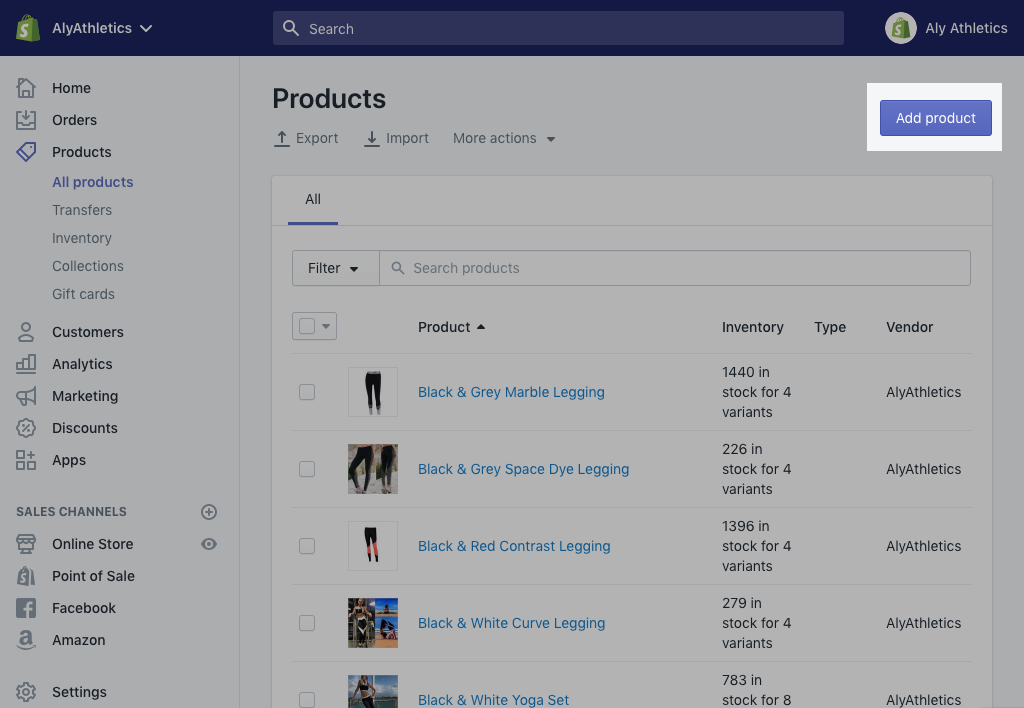 AlyAthletics
Search
Aly Athletics
Home
Orders
Products
All products
Transfers
Inventory
Collections
Gift cards
Customers
Analytics
Marketing
Discounts
Apps
SALES CHANNELS
Online Store
Point of Sale
Facebook
Amazon
Settings
Products
Export Import More actions
Add product
All
Filter Search products
Product Inventory Type Vendor
Black & Grey Marble Legging
1440 in
stock for 4
variants
AlyAthletics
Black & Grey Space Dye Legging
226 in
stock for 4
variants
AlyAthletics
Black & Red Contrast Legging
1396 in
stock for 4
variants
AlyAthletics
Black & White Curve Legging
279 in
stock for 4
variants
AlyAthletics
Black & White Yoga Set
783 in
stock for 8
AlyAthletics